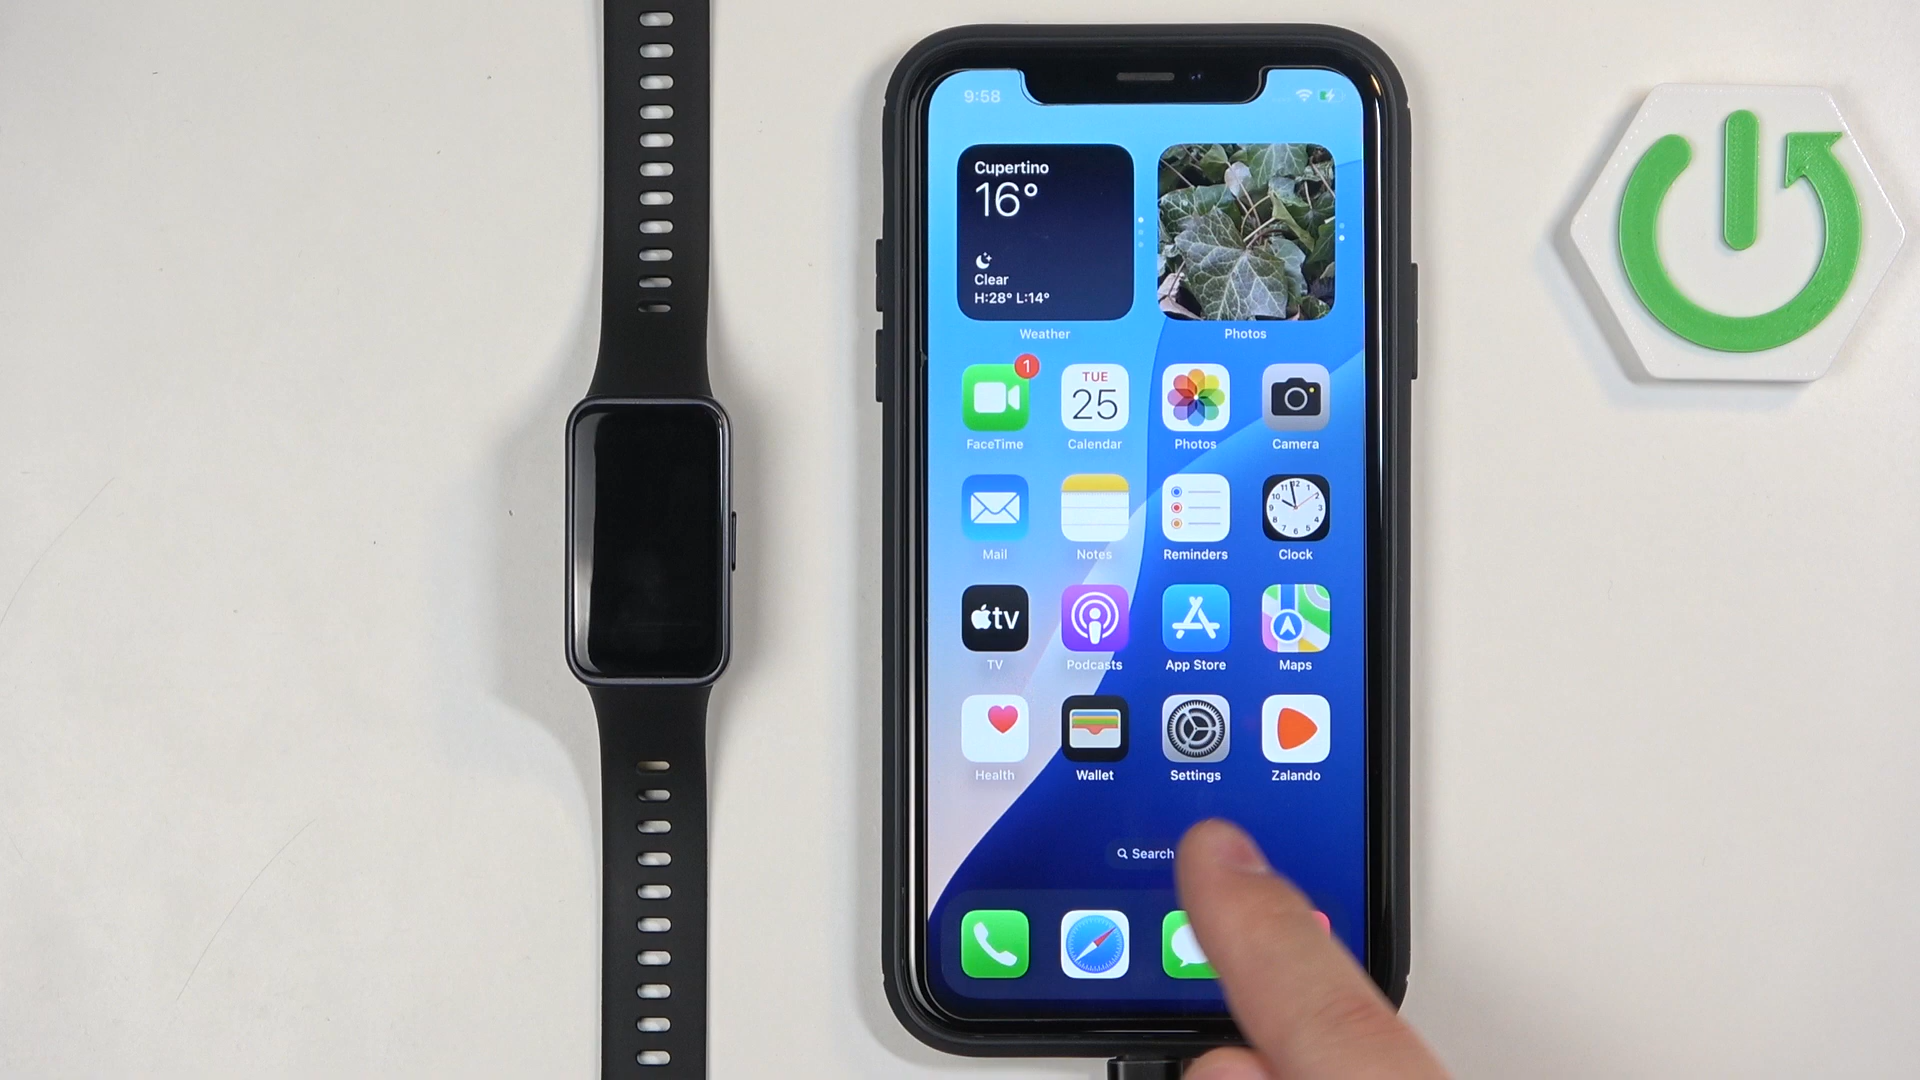 9:58
Cupertino
16°
Clear
H:28° L:14°
Weather
Photos
1
TUE
25
FaceTime
Calendar
Photos
Camera
Mail
Notes
Reminders
Clock
tv
TV
Podcasts
App Store
Maps
Health
Wallet
Settings
Zalando
Search